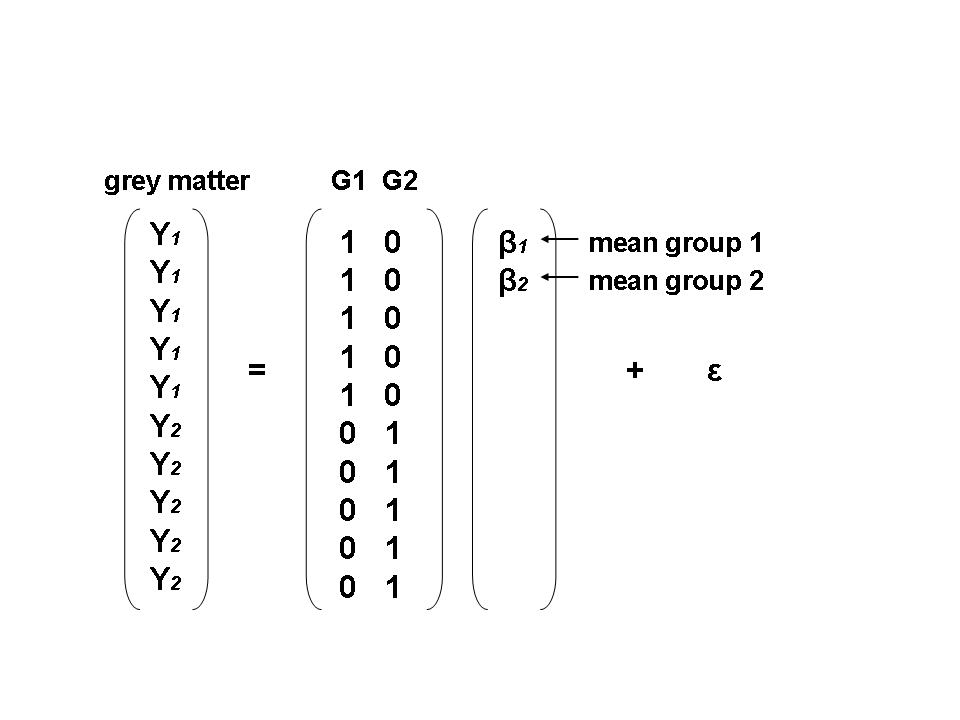 grey matter G1 G2
Y1 1 0 β1 mean group 1
Y1 1 0 β2 mean group 2
Y1 1 0
Y1 1 0
= + ε
Y1 1 0
Y2 0 1
Y2 0 1
Y2 0 1
Y2 0 1
Y2 0 1